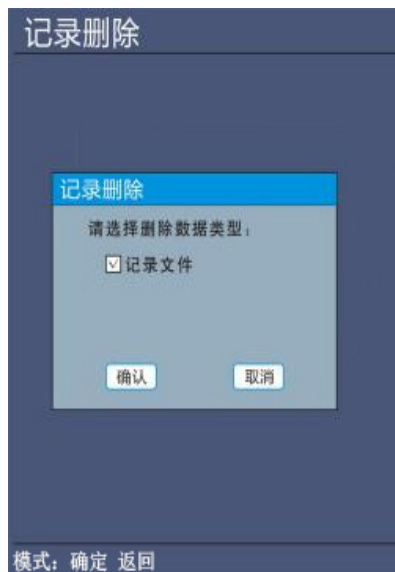 记录删除
记录删除
请选择删除数据类型：
记录文件
确认 取消
模式：确定 返回